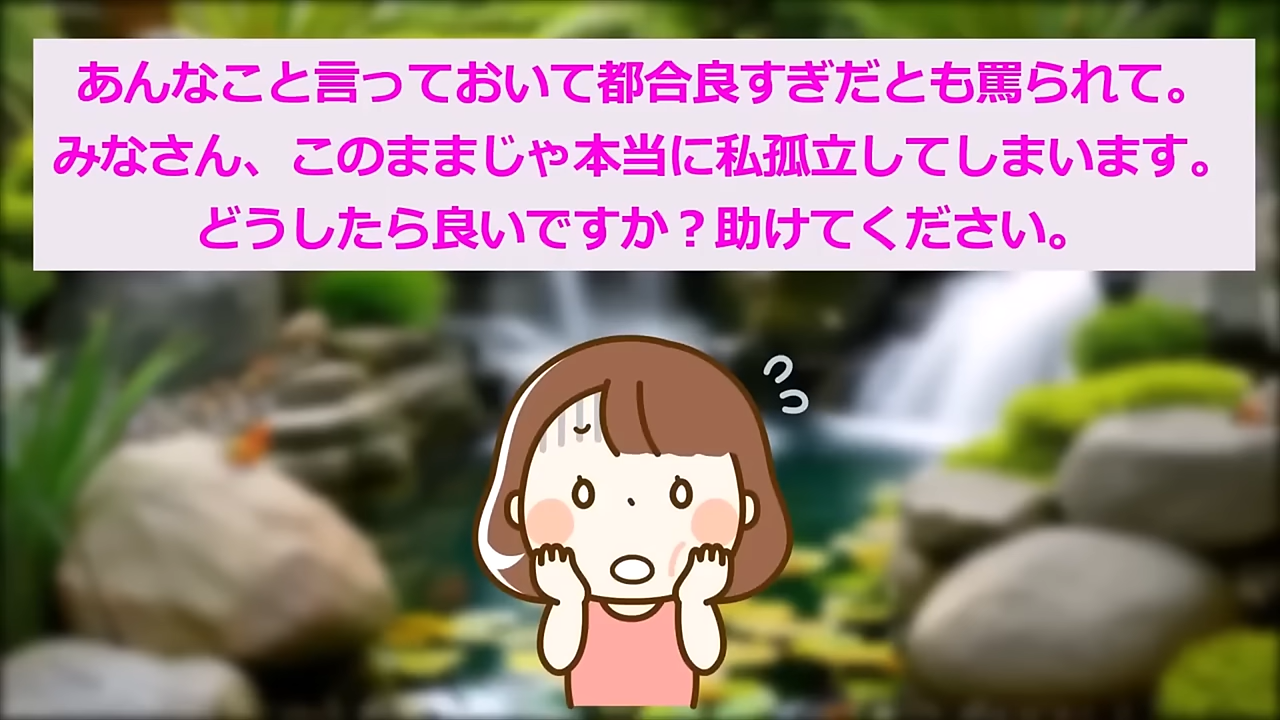 あんなこと言っておいて都合良すぎだとも罵られて。
みなさん、このままじゃ本当に私孤立してしまいます。
どうしたら良いですか？助けてください。